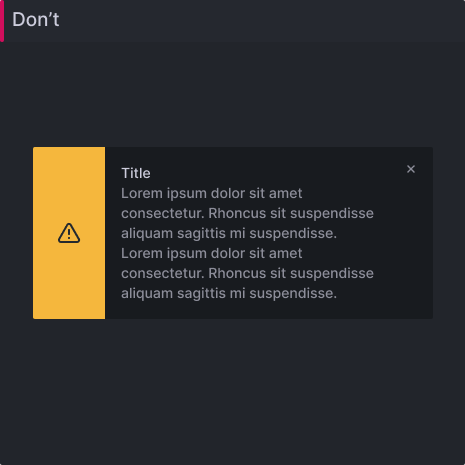 Don’t
Title
Lorem ipsum dolor sit amet
consectetur. Rhoncus sit suspendisse
aliquam sagittis mi suspendisse.
Lorem ipsum dolor sit amet
consectetur. Rhoncus sit suspendisse
aliquam sagittis mi suspendisse.